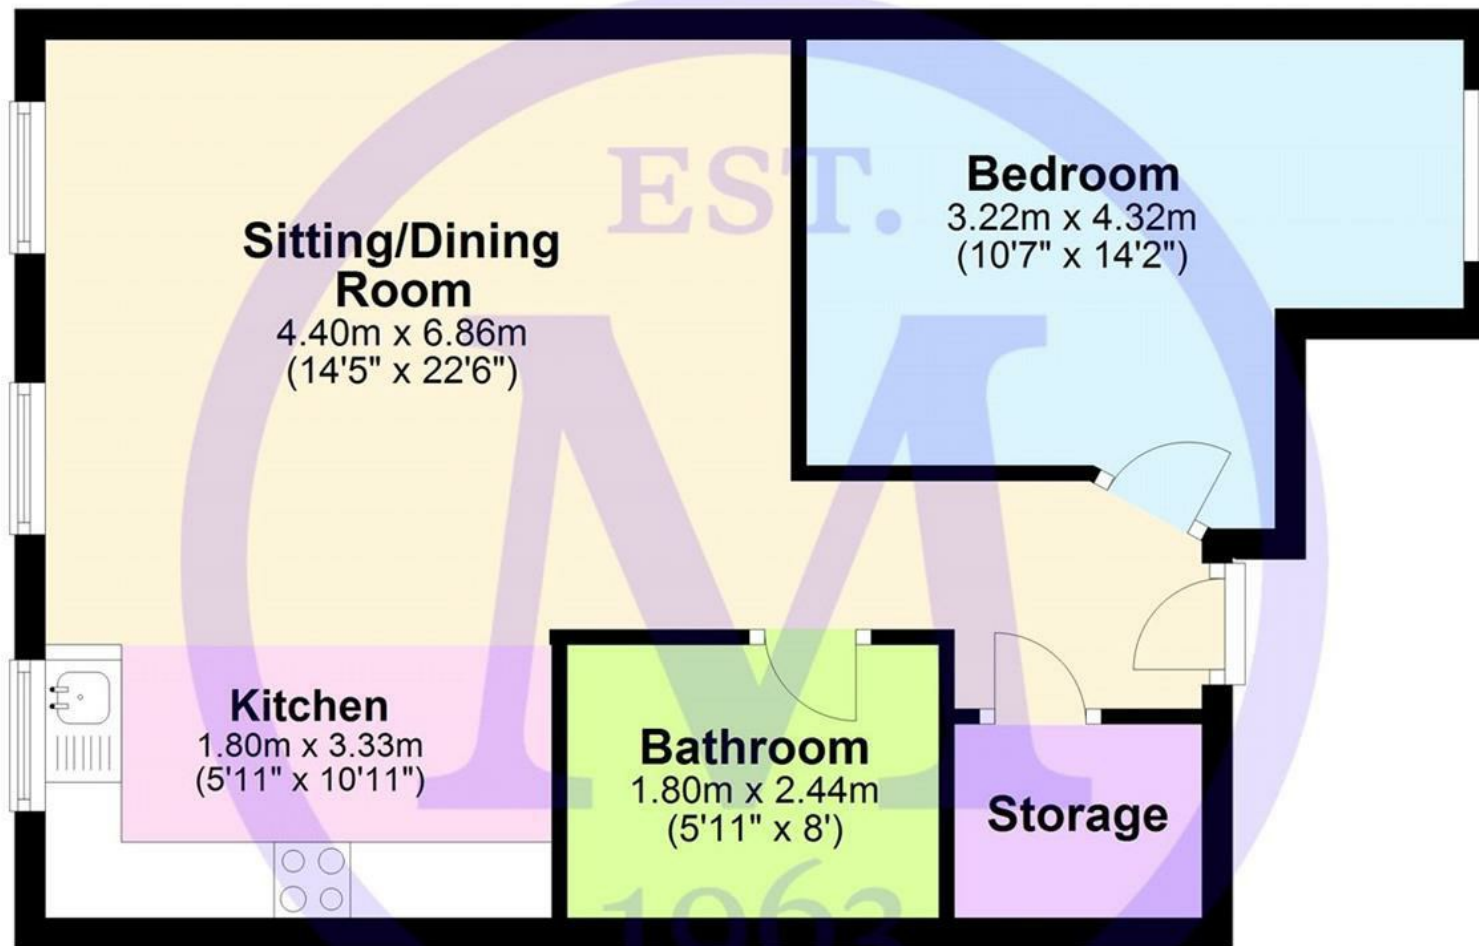 EST.
Bedroom
3.22m x 4.32m
(10'7" x 14'2")
Sitting/Dining
Room
4.40m x 6.86m
(14'5" x 22'6")
M
Kitchen
1.80m x 3.33m
(5'11" x 10'11")
Bathroom
1.80m x 2.44m
(5'11" x 8')
Storage
1963